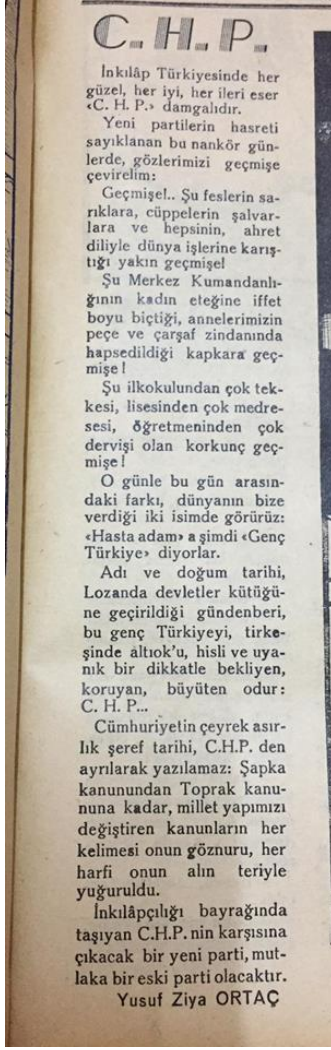 C. H. P.
İnkılâp Türkiyesinde her
güzel, her iyi, her ileri eser
«C. H. P.» damgalıdır.
Yeni partilerin hasreti
sayıklanan bu nankör gün-
lerde, gözlerimizi geçmişe
çevirelim:
Geçmişe!.. Şu feslerin sa-
rıklara, cüppelerin şalvar-
lara ve hepsinin, ahret
diliyle dünya işlerine karış-
tığı yakın geçmişe!
Şu Merkez Kumandanlı-
ğının kadın eteğine iffet
boyu biçtiği, annelerimizin
peçe ve çarşaf zindanında
hapsedildiği kapkara geç-
mişe !
Şu ilkokulundan çok tek-
kesi, lisesinden çok medre-
sesi, öğretmeninden çok
dervişi olan korkunç geç-
mişe !
O günle bu gün arasın-
daki farkı, dünyanın bize
verdiği iki isimde görürüz:
«Hasta adam» a şimdi «Genç
Türkiye» diyorlar.
Adı ve doğum tarihi,
Lozanda devletler kütüğü-
ne geçirildiği gündenberi,
bu genç Türkiyeyi, tirke-
şinde altıok'u, hisli ve uya-
nık bir dikkatle bekliyen,
koruyan, büyüten odur:
C. H. P...
Cümhuriyetin çeyrek asır-
lık şeref tarihi, C.H.P. den
ayrılarak yazılamaz: Şapka
kanunundan Toprak kanu-
nuna kadar, millet yapımızı
değiştiren kanunların her
kelimesi onun göznuru, her
harfi onun alın teriyle
yuğuruldu.
İnkılâpçılığı bayrağında
taşıyan C.H.P. nin karşısına
çıkacak bir yeni parti, mut-
laka bir eski parti olacaktır.
Yusuf Ziya ORTAÇ